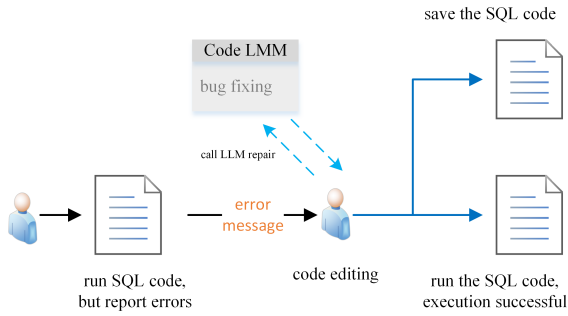 save the SQL code
Code LMM
bug fixing
call LLM repair
error
message
code editing
run SQL code,
but report errors
run the SQL code,
execution successful